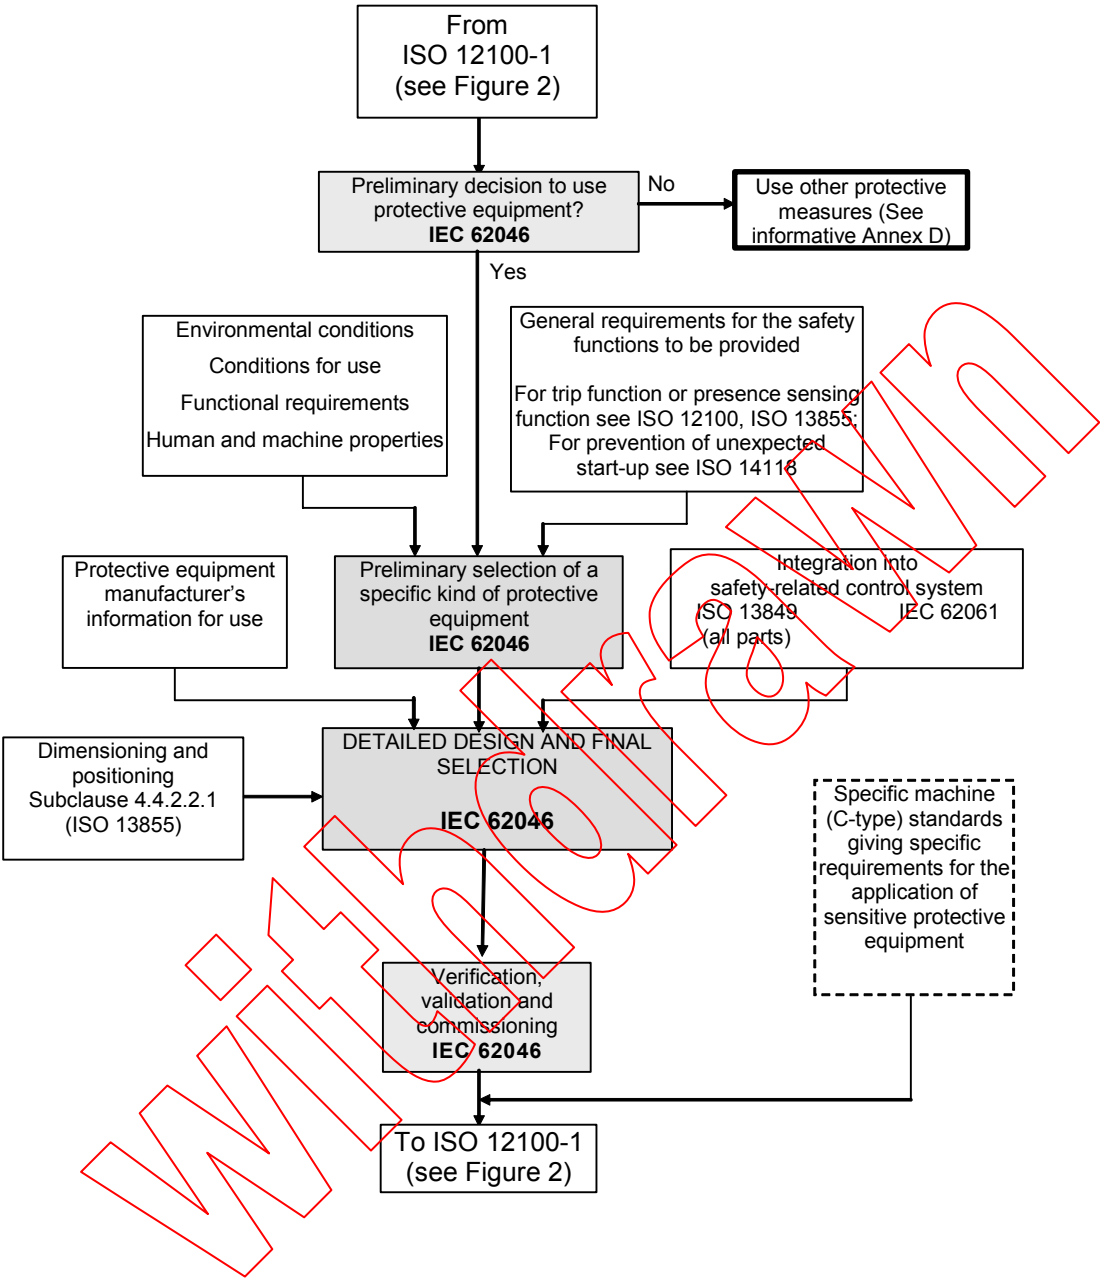 From
ISO 12100-1
(see Figure 2)
Preliminary decision to use
protective equipment?
IEC 62046
No
Use other protective
measures (See
informative Annex D)
Yes
Environmental conditions
Conditions for use
Functional requirements
Human and machine properties
General requirements for the safety
functions to be provided
For trip function or presence sensing
function see ISO 12100, ISO 13855;
For prevention of unexpected
start-up see ISO 14118
Protective equipment
manufacturer's
information for use
Preliminary selection of a
specific kind of protective
equipment
IEC 62046
Integration into
safety-related control system
ISO 13849 IEC 62061
(all parts)
Dimensioning and
positioning
Subclause 4.4.2.2.1
(ISO 13855)
DETAILED DESIGN AND FINAL
SELECTION
IEC 62046
Specific machine
(C-type) standards
giving specific
requirements for the
application of
sensitive protective
equipment
Verification,
validation and
commissioning
IEC 62046
To ISO 12100-1
(see Figure 2)
Withdrawn